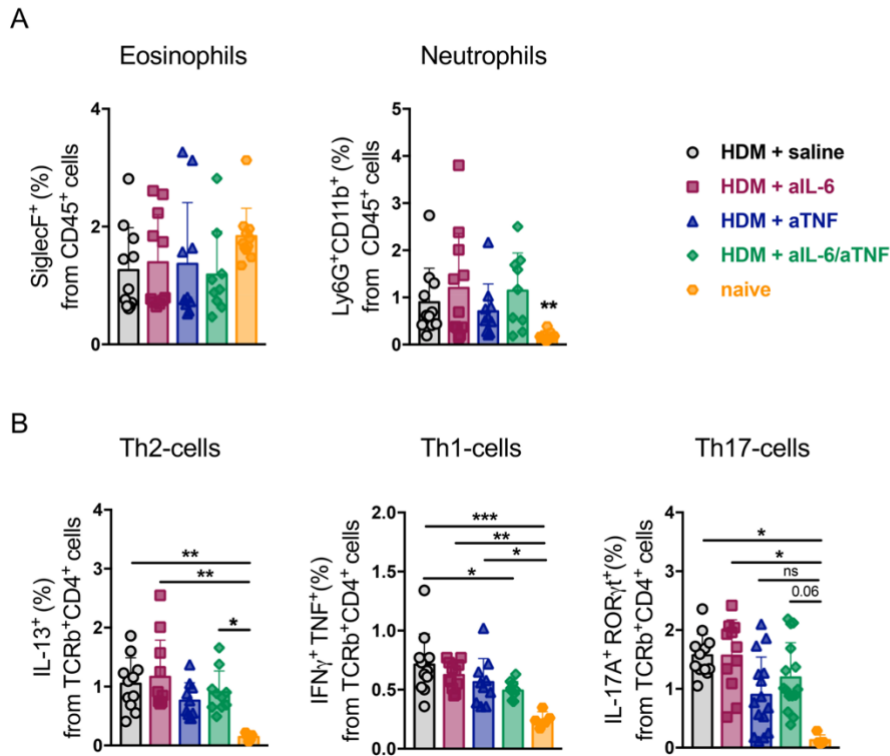 A
Eosinophils
Neutrophils
4
2
0
SiglecF⁺ (%)
from CD45⁺ cells
5
4
3
2
1
0
Ly6G⁺CD11b⁺ (%)
from CD45⁺ cells
**
HDM + saline
HDM + aIL-6
HDM + aTNF
HDM + aIL-6/aTNF
naive
B
Th2-cells
Th1-cells
Th17-cells
4
3
2
1
0
IL-13⁺ (%)
from TCRb⁺CD4⁺ cells
**
**
*
2.0
1.5
1.0
0.5
0.0
IFNγ⁺ TNF⁺(%)
from TCRb⁺CD4⁺ cells
***
**
*
*
4
3
2
1
0
IL-17A⁺ RORγt⁺(%)
from TCRb⁺CD4⁺ cells
*
*
ns
0.06